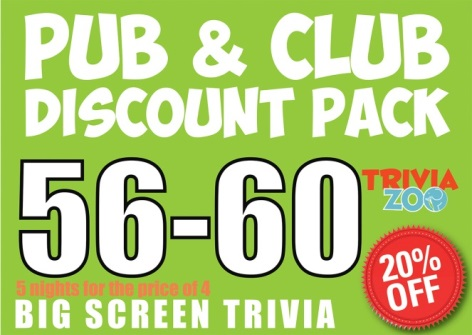 PUB & CLUB
DISCOUNT PACK
56-60
TRIVIA
ZOO
5 nights for the price of 4
BIG SCREEN TRIVIA
20%
OFF